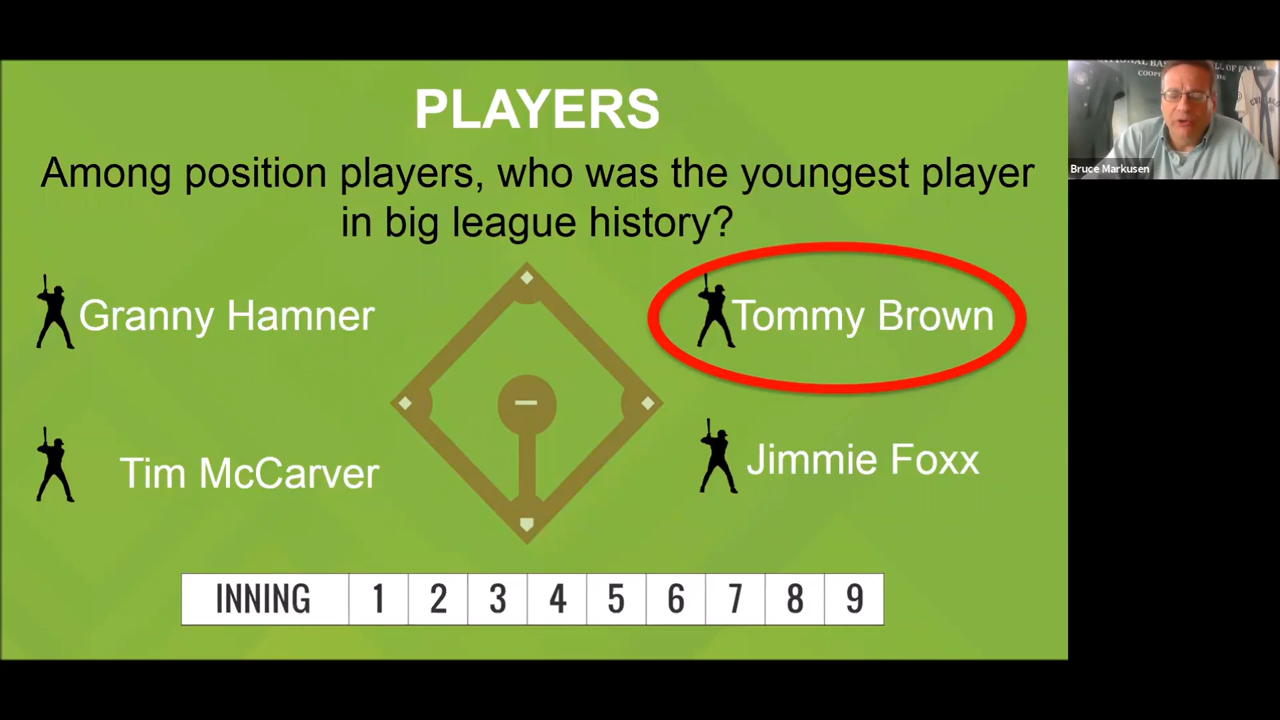 PLAYERS
Among position players, who was the youngest player
in big league history?
Granny Hamner
Tommy Brown
Tim McCarver
Jimmie Foxx
INNING 1 2 3 4 5 6 7 8 9
Bruce Markusen